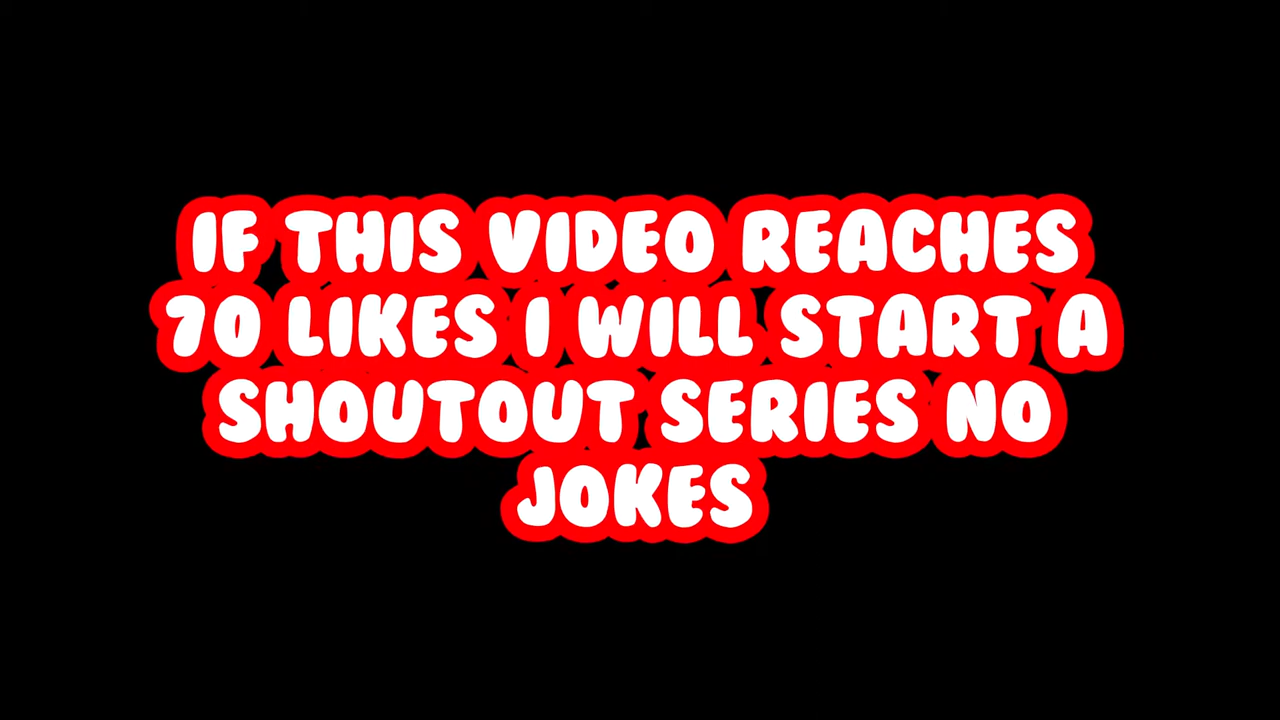 IF THIS VIDEO REACHES
70 LIKES I WILL START A
SHOUTOUT SERIES NO
JOKES